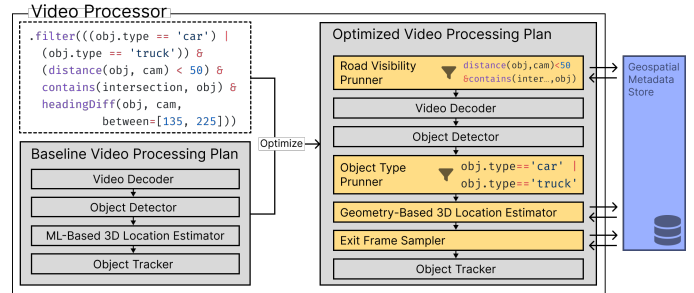 Video Processor
.filter(((obj.type == 'car') |
(obj.type == 'truck')) &
(distance(obj, cam) < 50) &
contains(intersection, obj) &
headingDiff(obj, cam,
between=[135, 225]))
Baseline Video Processing Plan
Video Decoder
Object Detector
ML-Based 3D Location Estimator
Object Tracker
Optimize
Optimized Video Processing Plan
Road Visibility
Prunner
distance(obj,cam)<50
&contains(inter…,obj)
Video Decoder
Object Detector
Object Type
Prunner
obj.type=='car' |
obj.type=='truck'
Geometry-Based 3D Location Estimator
Exit Frame Sampler
Object Tracker
Geospatial
Metadata
Store